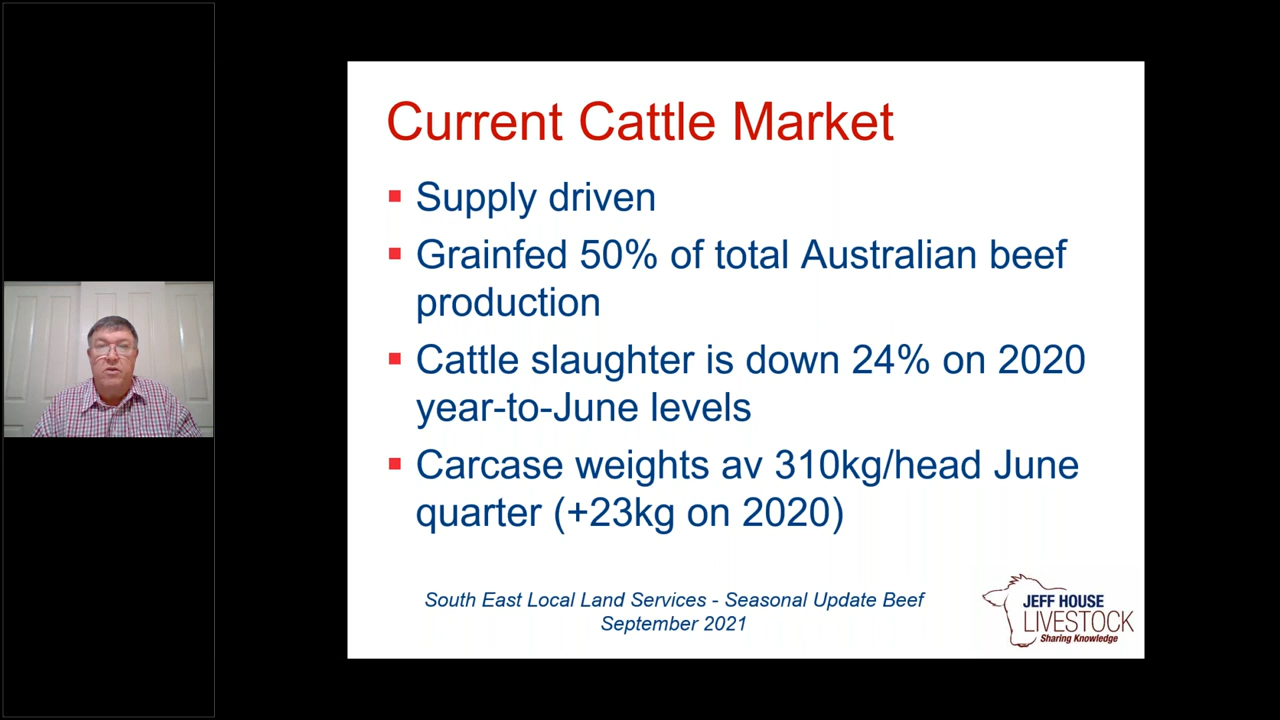 Current Cattle Market
▪ Supply driven
▪ Grainfed 50% of total Australian beef
production
▪ Cattle slaughter is down 24% on 2020
year-to-June levels
▪ Carcase weights av 310kg/head June
quarter (+23kg on 2020)
South East Local Land Services - Seasonal Update Beef
September 2021
JEFF HOUSE
LIVESTOCK
Sharing Knowledge